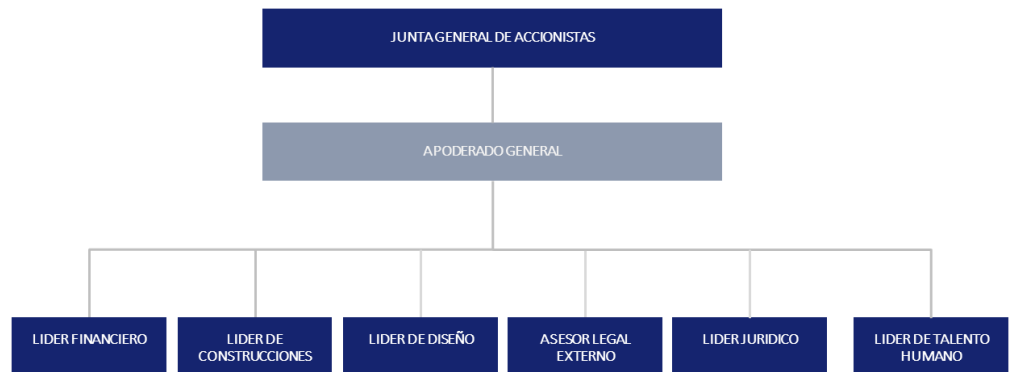 JUNTA GENERAL DE ACCIONISTAS
APODERADO GENERAL
LIDER FINANCIERO
LIDER DE
CONSTRUCCIONES
LIDER DE DISEÑO
ASESOR LEGAL
EXTERNO
LIDER JURIDICO
LIDER DE TALENTO
HUMANO